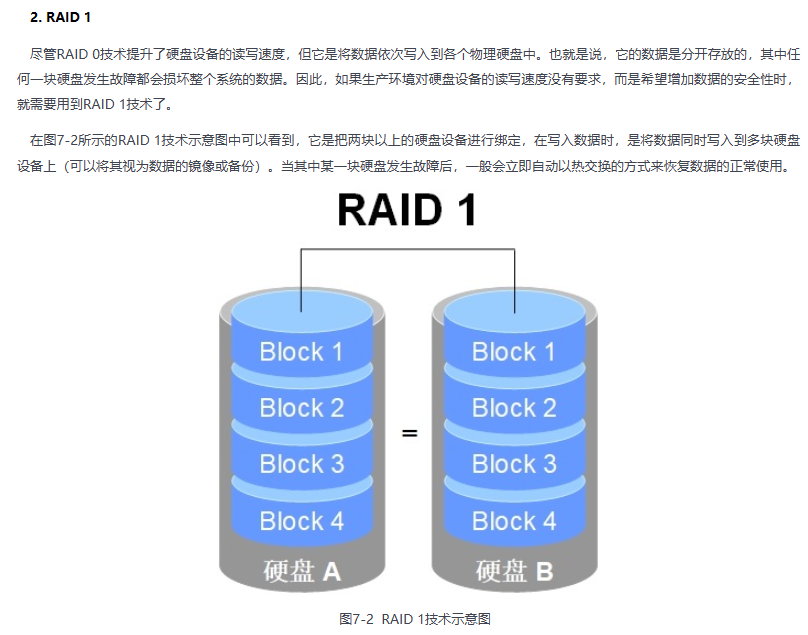 2. RAID 1
尽管RAID 0技术提升了硬盘设备的读写速度，但它是将数据依次写入到各个物理硬盘中。也就是说，它的数据是分开存放的，其中任
何一块硬盘发生故障都会损坏整个系统的数据。因此，如果生产环境对硬盘设备的读写速度没有要求，而是希望增加数据的安全性时，
就需要用到RAID 1技术了。
在图7-2所示的RAID 1技术示意图中可以看到，它是把两块以上的硬盘设备进行绑定，在写入数据时，是将数据同时写入到多块硬盘
设备上（可以将其视为数据的镜像或备份）。当其中某一块硬盘发生故障后，一般会立即自动以热交换的方式来恢复数据的正常使用。
RAID 1
Block 1 Block 1
Block 2 Block 2
=
Block 3 Block 3
Block 4 Block 4
硬盘 A 硬盘 B
图7-2 RAID 1技术示意图